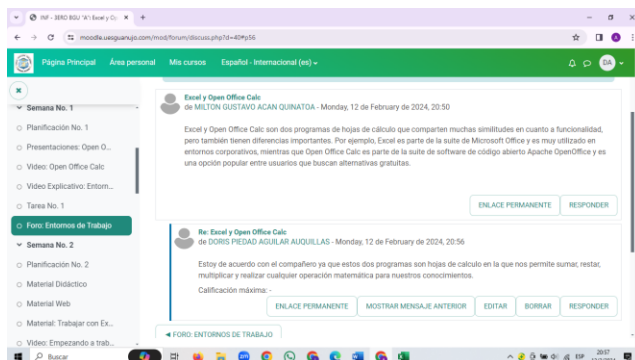 INF - 3ERO BGU "A": Excel y Op
moodle.uesguanujo.com/mod/forum/discuss.php?d=40#p56
Página Principal Área personal Mis cursos Español - Internacional (es) DA
Semana No. 1
Planificación No. 1
Presentaciones: Open O...
Video: Open Office Calc
Video Explicativo: Entorn...
Tarea No. 1
Foro: Entornos de Trabajo
Semana No. 2
Planificación No. 2
Material Didáctico
Material Web
Material: Trabajar con Ex...
Video: Empezando a trab...
Excel y Open Office Calc
de MILTON GUSTAVO ACAN QUINATOA - Monday, 12 de February de 2024, 20:50
Excel y Open Office Calc son dos programas de hojas de cálculo que comparten muchas similitudes en cuanto a funcionalidad,
pero también tienen diferencias importantes. Por ejemplo, Excel es parte de la suite de Microsoft Office y es muy utilizado en
entornos corporativos, mientras que Open Office Calc es parte de la suite de software de código abierto Apache OpenOffice y es
una opción popular entre usuarios que buscan alternativas gratuitas.
ENLACE PERMANENTE RESPONDER
Re: Excel y Open Office Calc
de DORIS PIEDAD AGUILAR AUQUILLAS - Monday, 12 de February de 2024, 20:56
Estoy de acuerdo con el compañero ya que estos dos programas son hojas de calculo en la que nos permite sumar, restar,
multiplicar y realizar cualquier operación matemática para nuestros conocimientos.
Calificación máxima: -
ENLACE PERMANENTE MOSTRAR MENSAJE ANTERIOR EDITAR BORRAR RESPONDER
◄ FORO: ENTORNOS DE TRABAJO
Buscar
ESP
20:57